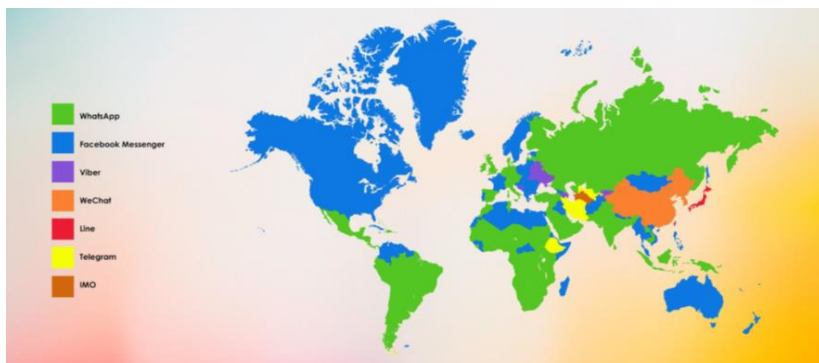 WhatsApp
Facebook Messenger
Viber
WeChat
Line
Telegram
IMO